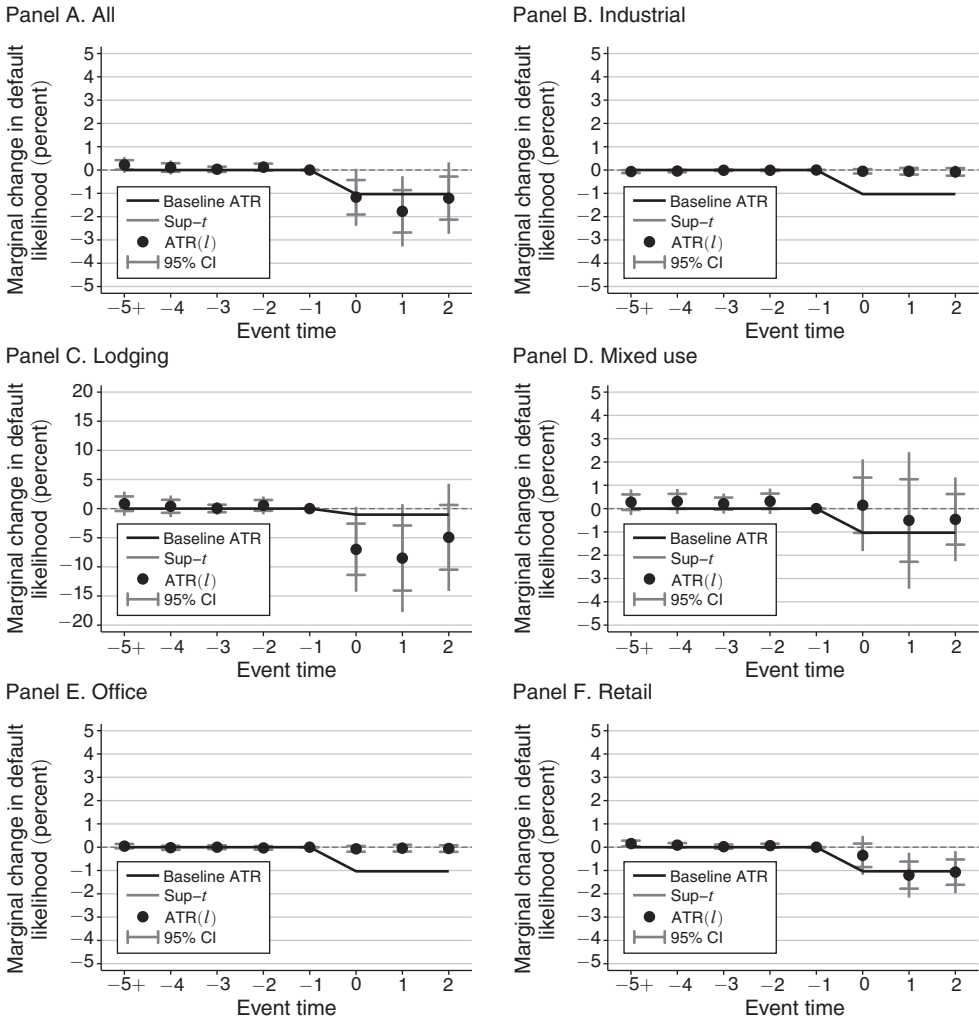 Panel A. All
Marginal change in default
likelihood (percent)
5
4
3
2
1
0
−1
−2
−3
−4
−5
Baseline ATR
Sup−t
ATR(l)
95% CI
−5+ −4 −3 −2 −1 0 1 2
Event time
Panel B. Industrial
Marginal change in default
likelihood (percent)
5
4
3
2
1
0
−1
−2
−3
−4
−5
Baseline ATR
Sup−t
ATR(l)
95% CI
−5+ −4 −3 −2 −1 0 1 2
Event time
Panel C. Lodging
Marginal change in default
likelihood (percent)
20
15
10
5
0
−5
−10
−15
−20
Baseline ATR
Sup−t
ATR(l)
95% CI
−5+ −4 −3 −2 −1 0 1 2
Event time
Panel D. Mixed use
Marginal change in default
likelihood (percent)
5
4
3
2
1
0
−1
−2
−3
−4
−5
Baseline ATR
Sup−t
ATR(l)
95% CI
−5+ −4 −3 −2 −1 0 1 2
Event time
Panel E. Office
Marginal change in default
likelihood (percent)
5
4
3
2
1
0
−1
−2
−3
−4
−5
Baseline ATR
Sup−t
ATR(l)
95% CI
−5+ −4 −3 −2 −1 0 1 2
Event time
Panel F. Retail
Marginal change in default
likelihood (percent)
5
4
3
2
1
0
−1
−2
−3
−4
−5
Baseline ATR
Sup−t
ATR(l)
95% CI
−5+ −4 −3 −2 −1 0 1 2
Event time